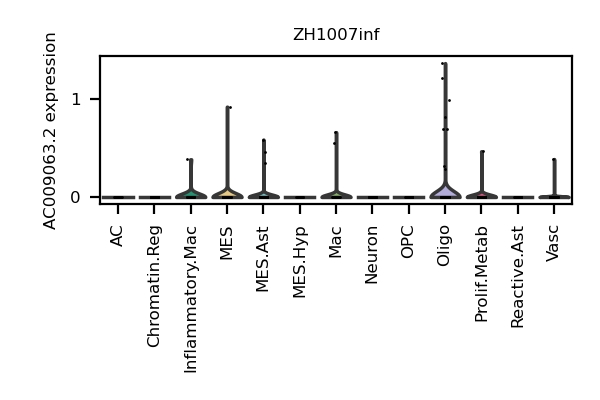 ZH1007inf
AC009063.2 expression
1
0
AC
Chromatin.Reg
Inflammatory.Mac
MES
MES.Ast
MES.Hyp
Mac
Neuron
OPC
Oligo
Prolif.Metab
Reactive.Ast
Vasc